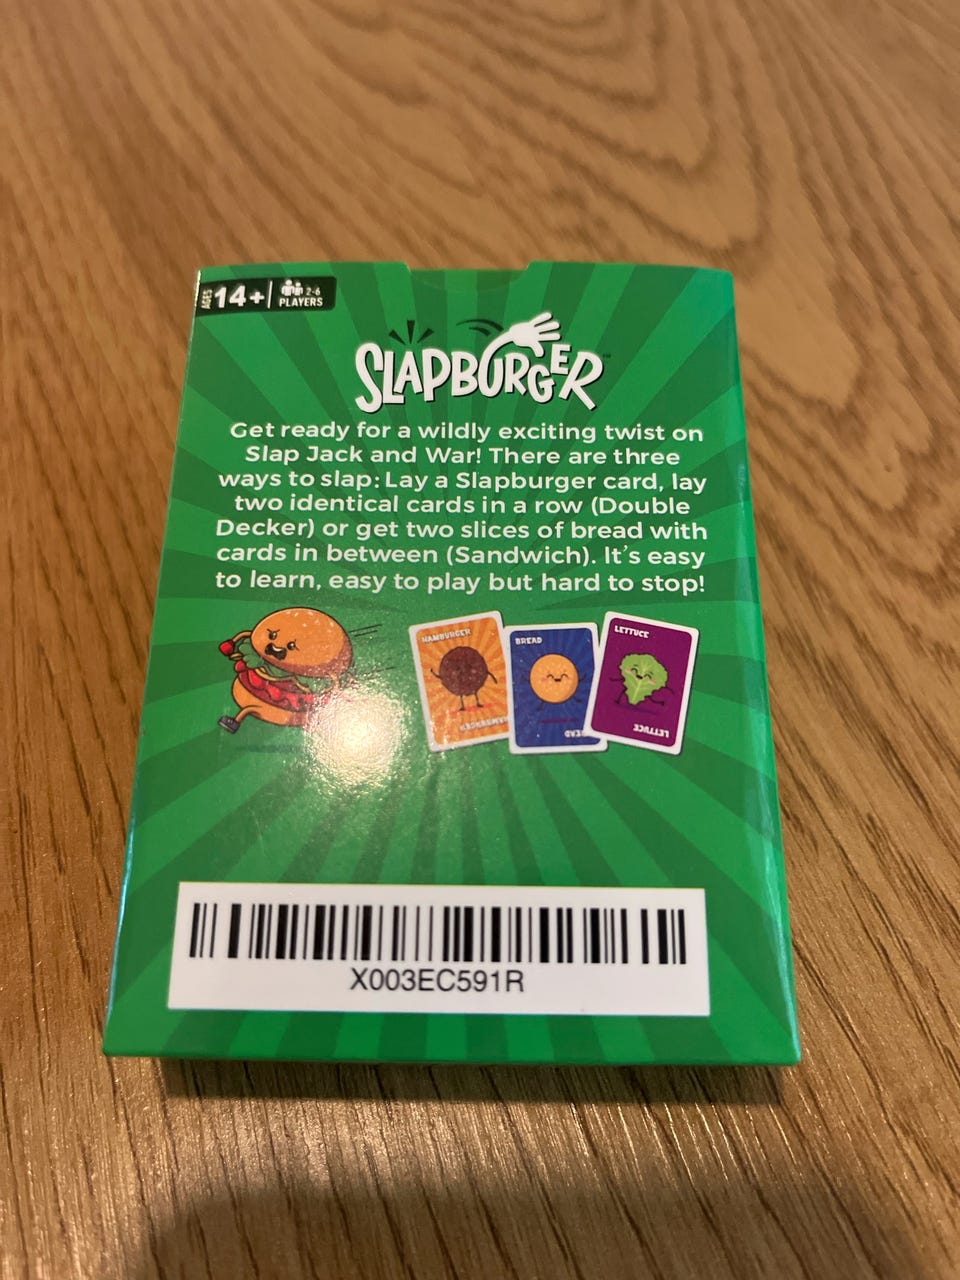 AGES 14+ 2-6
PLAYERS
SLAPBURGER™
Get ready for a wildly exciting twist on
Slap Jack and War! There are three
ways to slap: Lay a Slapburger card, lay
two identical cards in a row (Double
Decker) or get two slices of bread with
cards in between (Sandwich). It's easy
to learn, easy to play but hard to stop!
HAMBURGER
BREAD
LETTUCE
HAMBURGER
BREAD
LETTUCE
X003EC591R